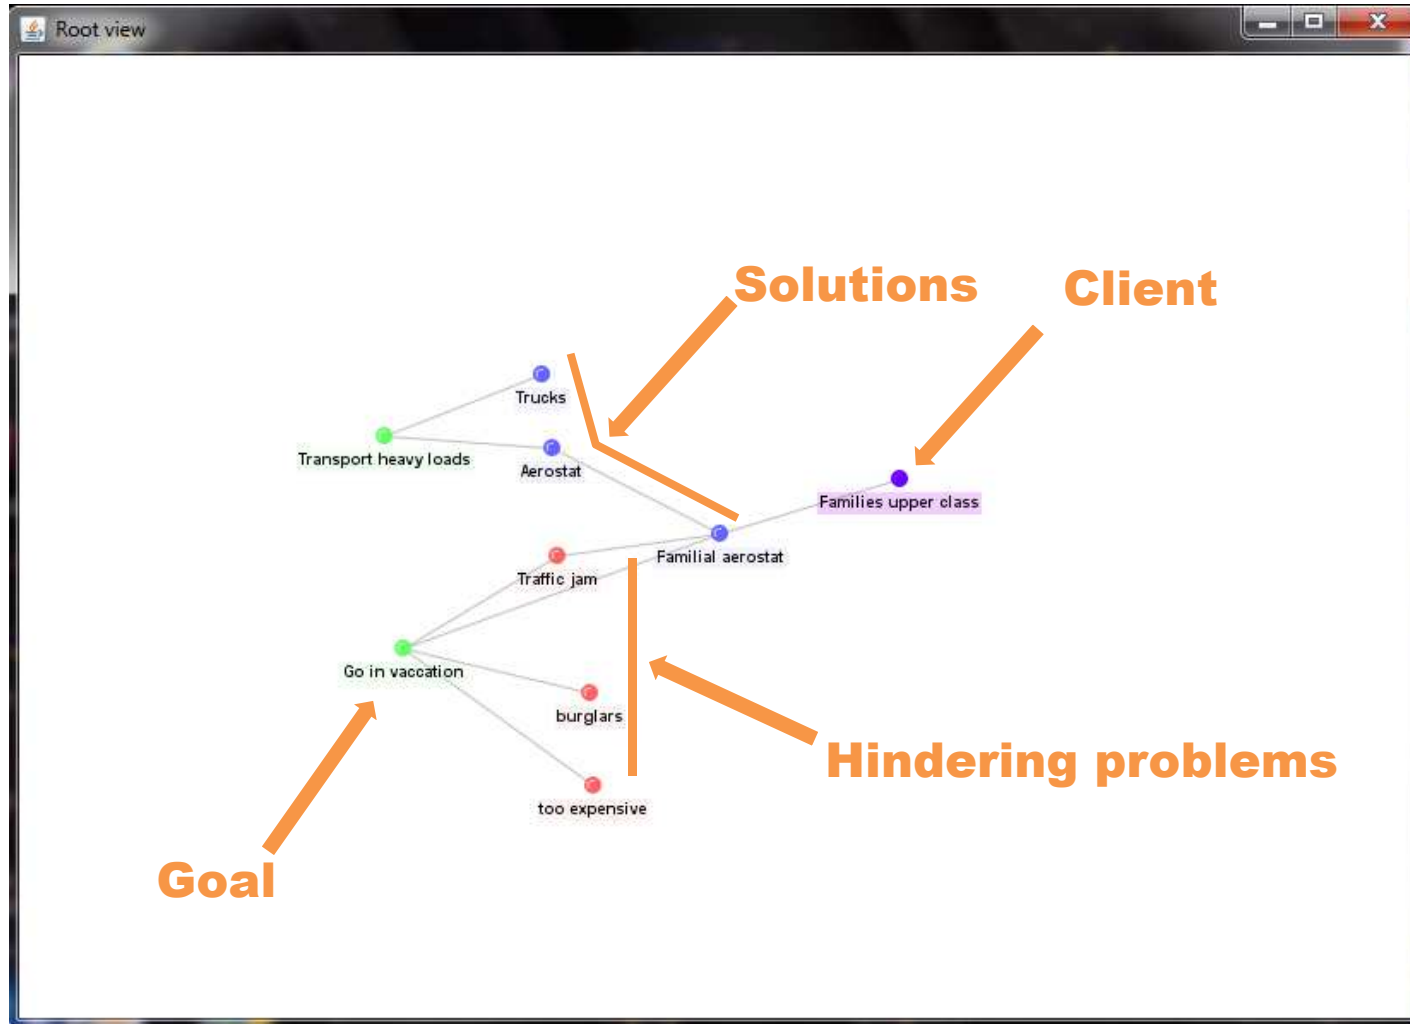 Root view
Solutions
Client
Trucks
Transport heavy loads
Aerostat
Families upper class
Familial aerostat
Traffic jam
Go in vaccation
burglars
Hindering problems
too expensive
Goal